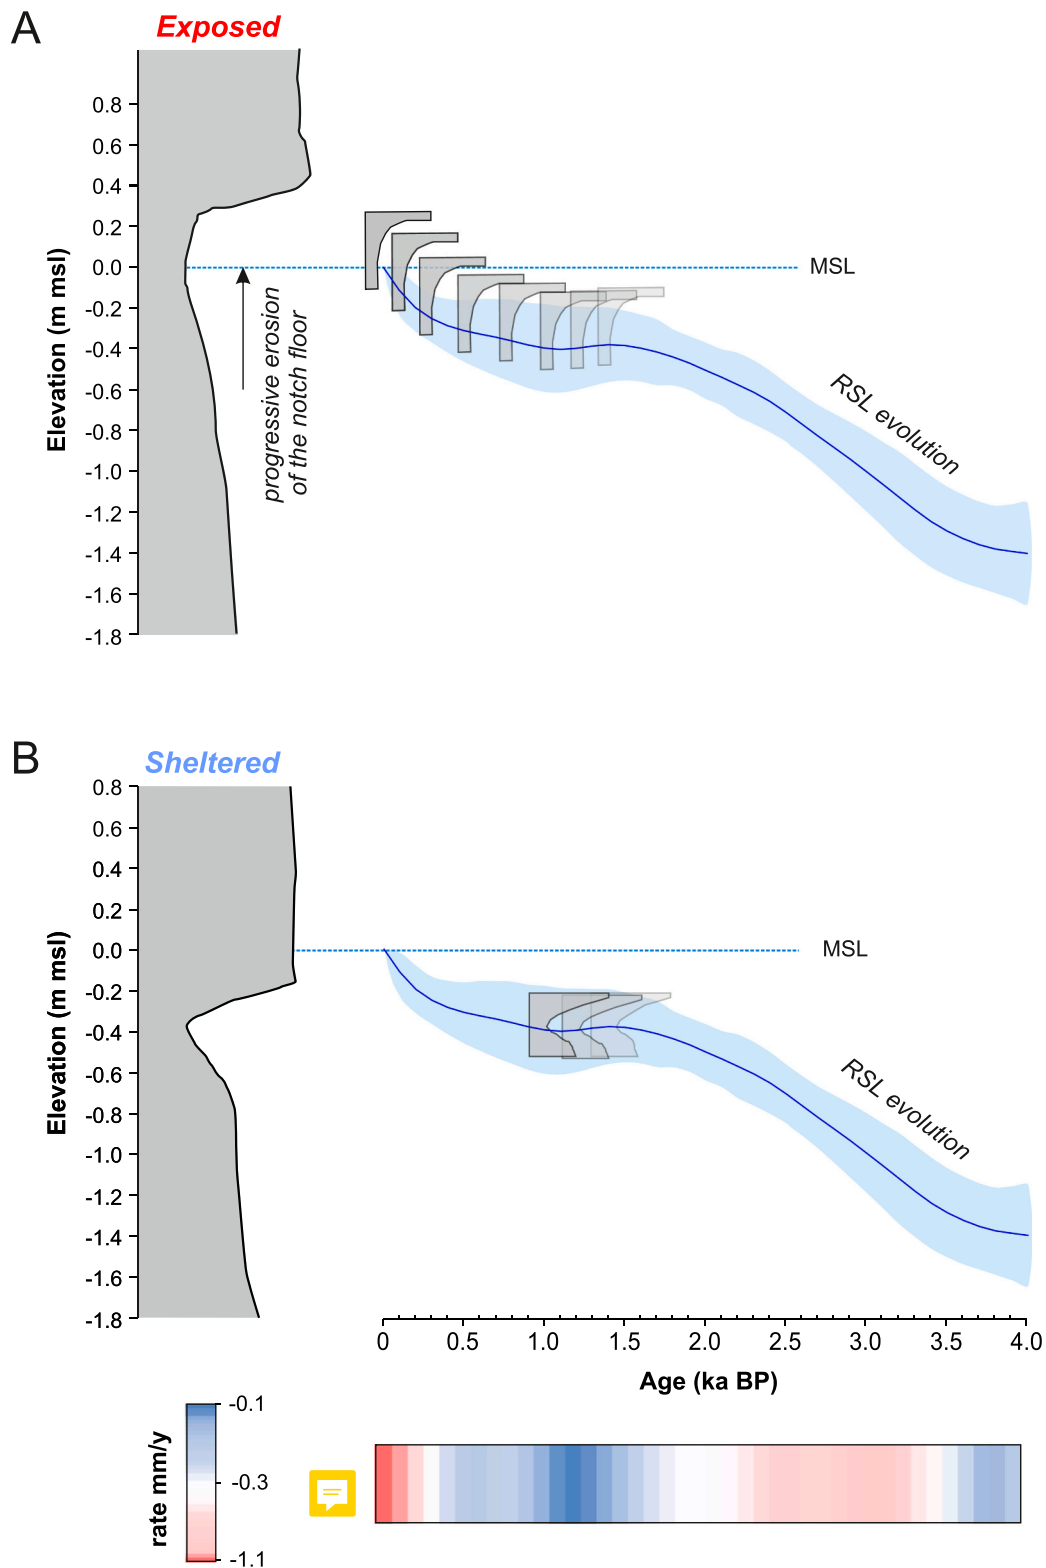 A
Exposed
0.8
0.6
0.4
0.2
0.0
-0.2
-0.4
-0.6
-0.8
-1.0
-1.2
-1.4
-1.6
-1.8
Elevation (m msl)
progressive erosion
of the notch floor
MSL
RSL evolution
B
Sheltered
0.8
0.6
0.4
0.2
0.0
-0.2
-0.4
-0.6
-0.8
-1.0
-1.2
-1.4
-1.6
-1.8
Elevation (m msl)
MSL
RSL evolution
0 0.5 1.0 1.5 2.0 2.5 3.0 3.5 4.0
Age (ka BP)
rate mm/y
-0.1
-0.3
-1.1